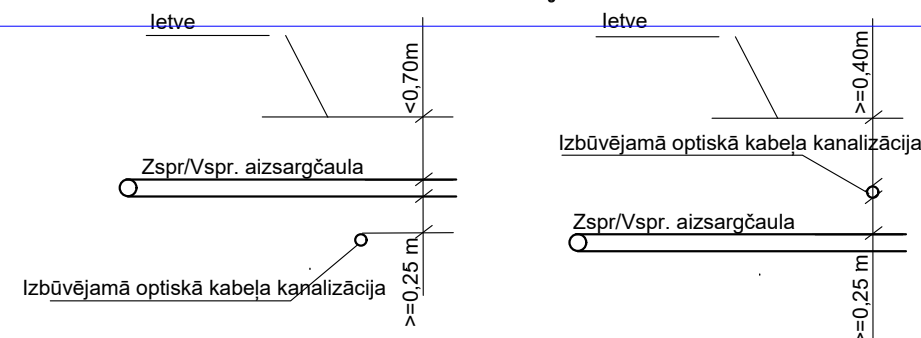 Ietve
<0,70m
Zspr/Vspr. aizsargčaula
>=0,25 m
Izbūvējamā optiskā kabeļa kanalizācija
Ietve
>=0,40m
Izbūvējamā optiskā kabeļa kanalizācija
Zspr/Vspr. aizsargčaula
>=0,25 m